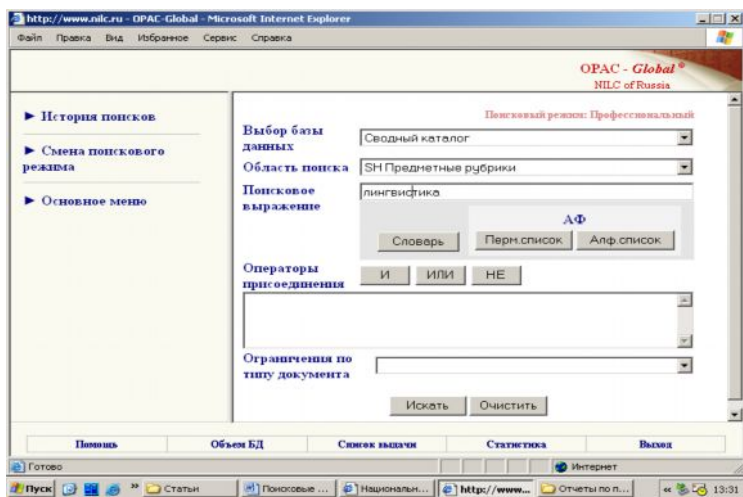 http://www.nilc.ru - OPAC-Global - Microsoft Internet Explorer
Файл Правка Вид Избранное Сервис Справка
OPAC - Global ®
NILC of Russia
История поисков
Смена поискового
режима
Основное меню
Поисковый режим: Профессиональный
Выбор базы
данных
Сводный каталог
Область поиска
SH Предметные рубрики
Поисковое
выражение
лингвистика
АФ
Словарь
Перм.список
Алф.список
Операторы
присоединения
И ИЛИ НЕ
Ограничения по
типу документа
Искать Очистить
Помощь Объем БД Список выдачи Статистика Выход
Готово Интернет
Пуск » Статьи Поисковые ... Национальн... http://www... Отчеты по п... « 13:31